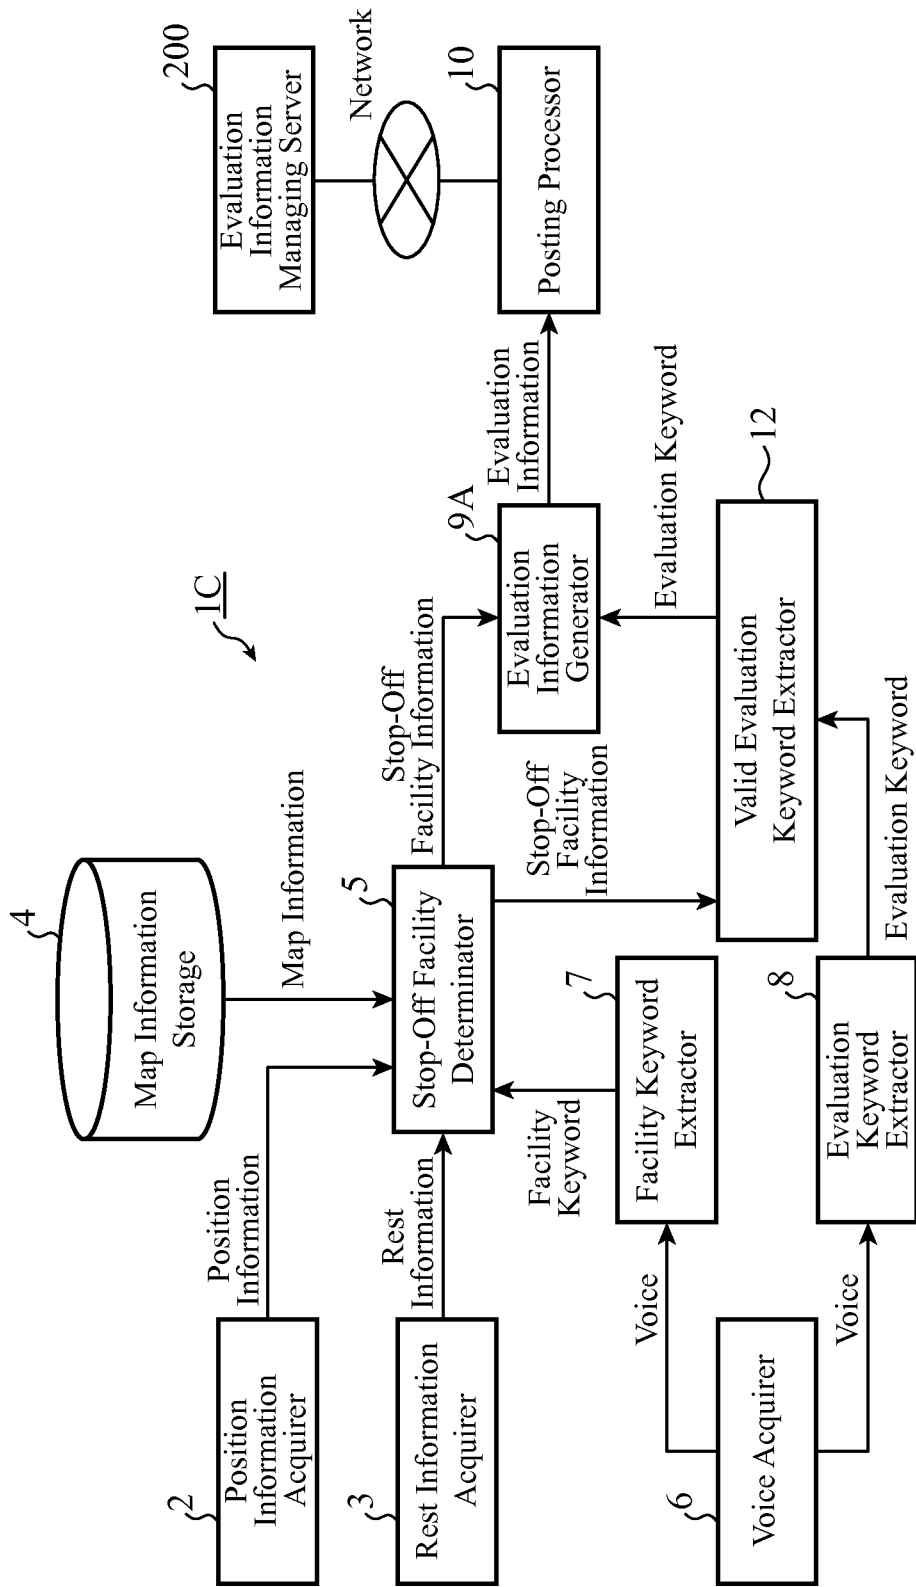 1C
4
Map Information
Storage
Map Information
2
Position
Information
Acquirer
Position
Information
3
Rest Information
Acquirer
Rest
Information
5
Stop-Off Facility
Determinator
Stop-Off
Facility Information
Stop-Off
Facility
Information
Facility
Keyword
7
Facility Keyword
Extractor
6
Voice Acquirer
Voice
Voice
8
Evaluation
Keyword
Extractor
Evaluation Keyword
12
Valid Evaluation
Keyword Extractor
Evaluation Keyword
9A
Evaluation
Information
Generator
Evaluation
Information
10
Posting Processor
Network
200
Evaluation
Information
Managing Server